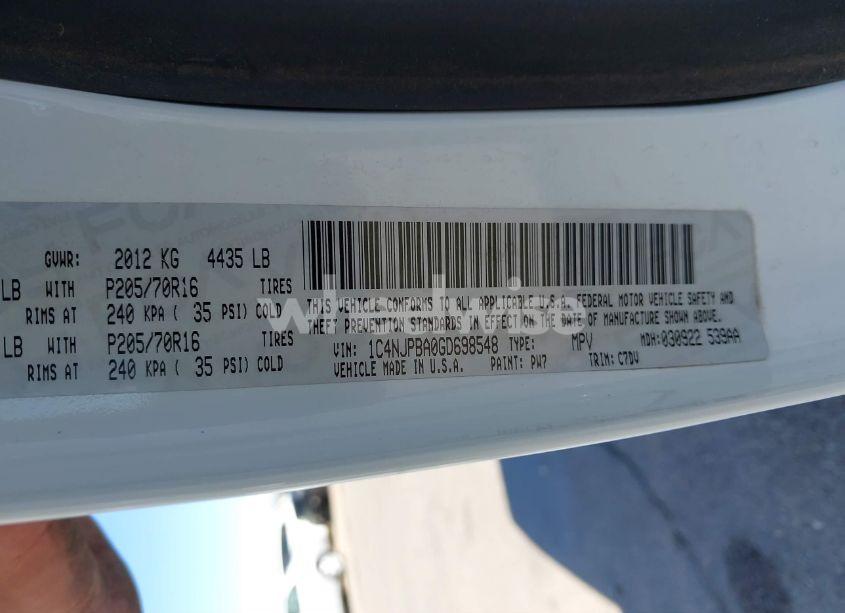 GVWR: 2012 KG 4435 LB
LB WITH P205/70R16 TIRES
RIMS AT 240 KPA ( 35 PSI) COLD
LB WITH P205/70R16 TIRES
RIMS AT 240 KPA ( 35 PSI) COLD
THIS VEHICLE CONFORMS TO ALL APPLICABLE U.S.A. FEDERAL MOTOR VEHICLE SAFETY AND
THEFT PREVENTION STANDARDS IN EFFECT ON THE DATE OF MANUFACTURE SHOWN ABOVE.
VIN: 1C4NJPBA0GD698548 TYPE: MPV MDH:030922 539AA
VEHICLE MADE IN U.S.A. PAINT: PW7 TRIM: C7DV